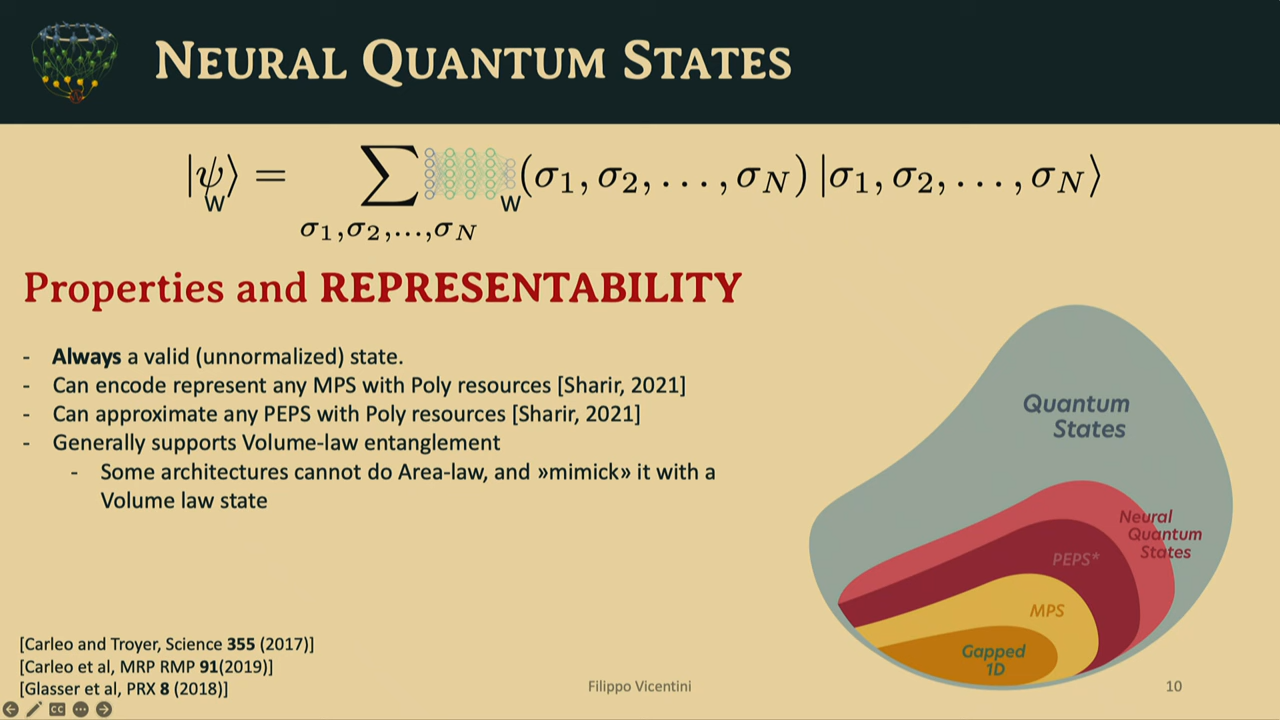 NEURAL QUANTUM STATES
|ψ⟩ = ∑ (σ1, σ2, . . . , σN) |σ1, σ2, . . . , σN⟩
W
W
σ1,σ2,...,σN
Properties and REPRESENTABILITY
- Always a valid (unnormalized) state.
- Can encode represent any MPS with Poly resources [Sharir, 2021]
- Can approximate any PEPS with Poly resources [Sharir, 2021]
- Generally supports Volume-law entanglement
- Some architectures cannot do Area-law, and »mimick» it with a
Volume law state
Quantum
States
Neural
Quantum
States
PEPS*
MPS
Gapped
1D
[Carleo and Troyer, Science 355 (2017)]
[Carleo et al, MRP RMP 91(2019)]
[Glasser et al, PRX 8 (2018)]
Filippo Vicentini
10
CC